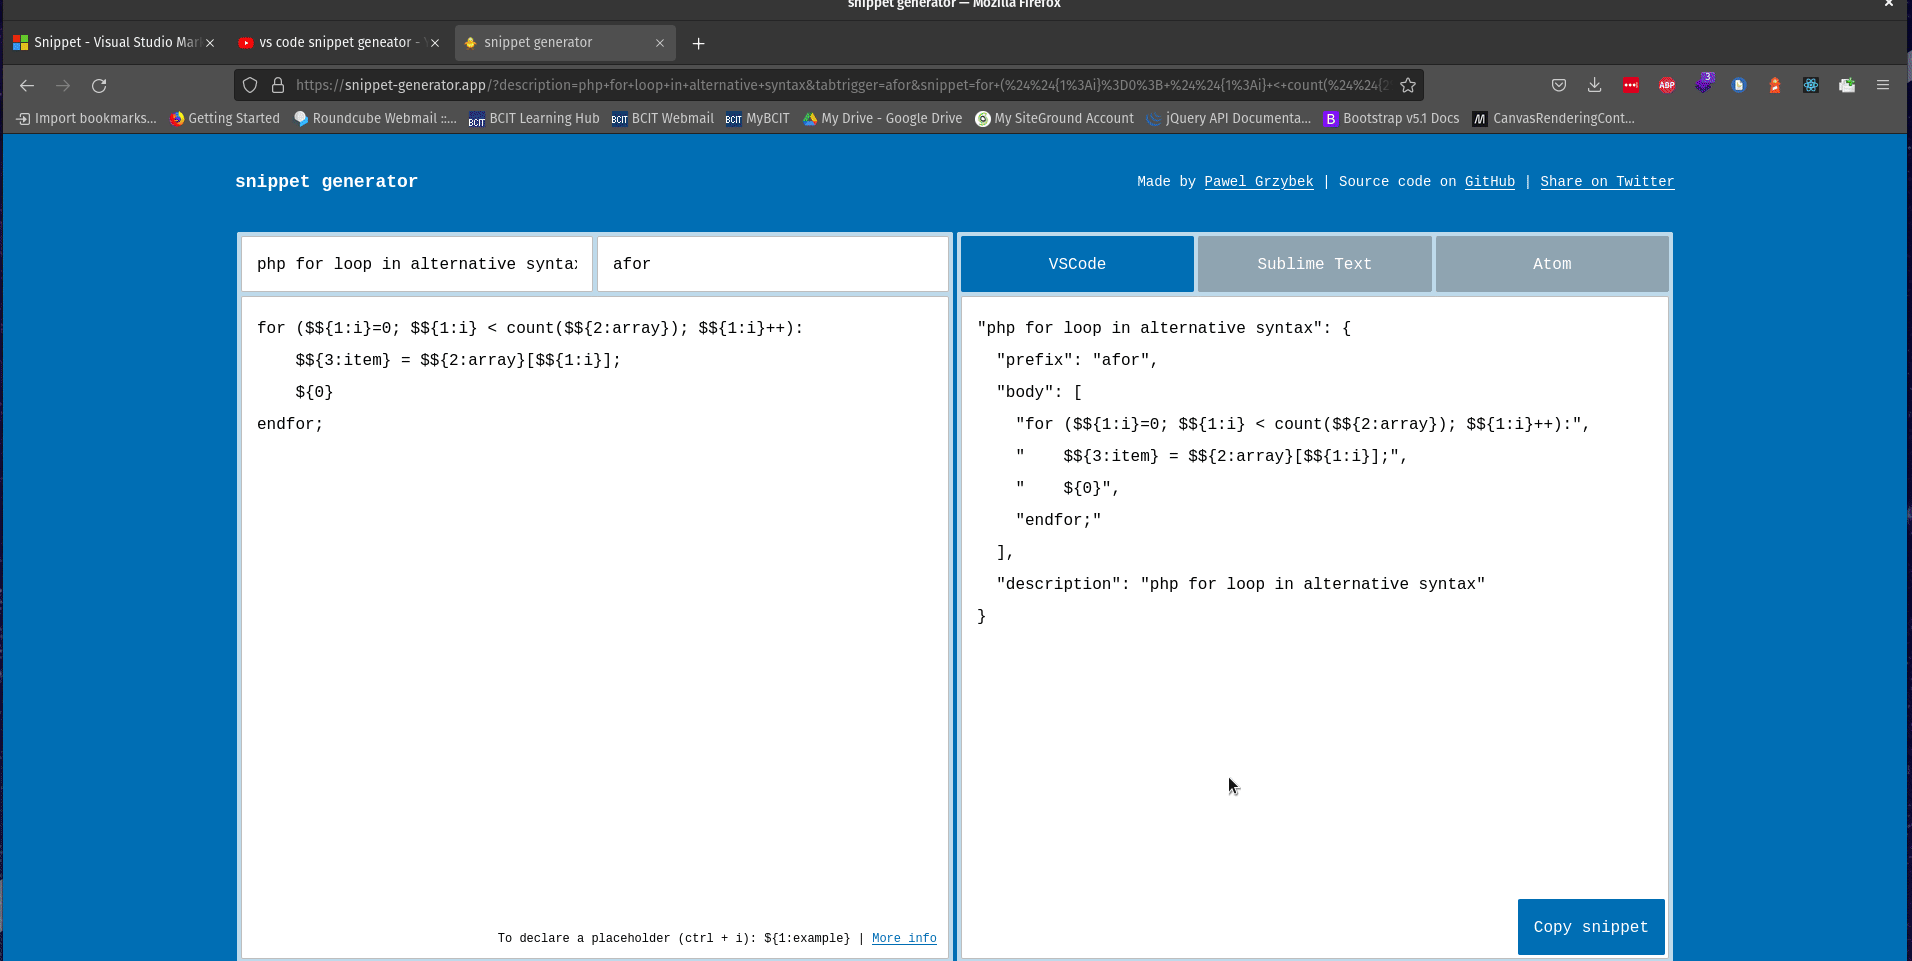 snippet generator — Mozilla Firefox
Snippet - Visual Studio Mar
vs code snippet geneator -
snippet generator
https://snippet-generator.app/?description=php+for+loop+in+alternative+syntax&tabtrigger=afor&snippet=for+(%24%24{1%3Ai}%3D0%3B+%24%24{1%3Ai}+<+count(%24%24{2
ABP
3
Import bookmarks...
Getting Started
Roundcube Webmail ::...
BCIT BCIT Learning Hub
BCIT BCIT Webmail
BCIT MyBCIT
My Drive - Google Drive
My SiteGround Account
jQuery API Documenta...
B Bootstrap v5.1 Docs
M CanvasRenderingCont...
snippet generator
Made by Pawel Grzybek | Source code on GitHub | Share on Twitter
php for loop in alternative syntax
afor
VSCode
Sublime Text
Atom
for ($${1:i}=0; $${1:i} < count($${2:array}); $${1:i}++):
    $${3:item} = $${2:array}[$${1:i}];
    ${0}
endfor;
To declare a placeholder (ctrl + i): ${1:example} | More info
"php for loop in alternative syntax": {
  "prefix": "afor",
  "body": [
    "for ($${1:i}=0; $${1:i} < count($${2:array}); $${1:i}++):",
    "    $${3:item} = $${2:array}[$${1:i}];",
    "    ${0}",
    "endfor;"
  ],
  "description": "php for loop in alternative syntax"
}
Copy snippet